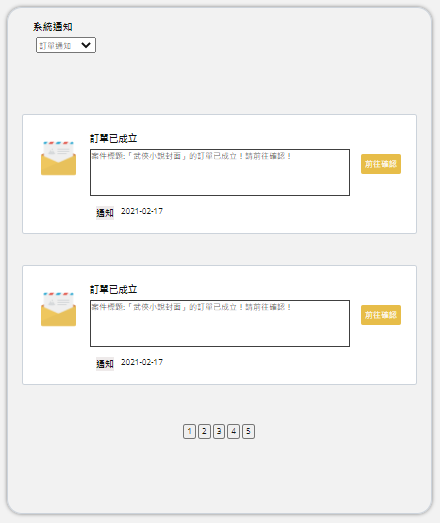 系統通知
訂單通知
訂單已成立
案件標題:「武俠小說封面」的訂單已成立！請前往確認！
前往確認
通知 2021-02-17
訂單已成立
案件標題:「武俠小說封面」的訂單已成立！請前往確認！
前往確認
通知 2021-02-17
1 2 3 4 5